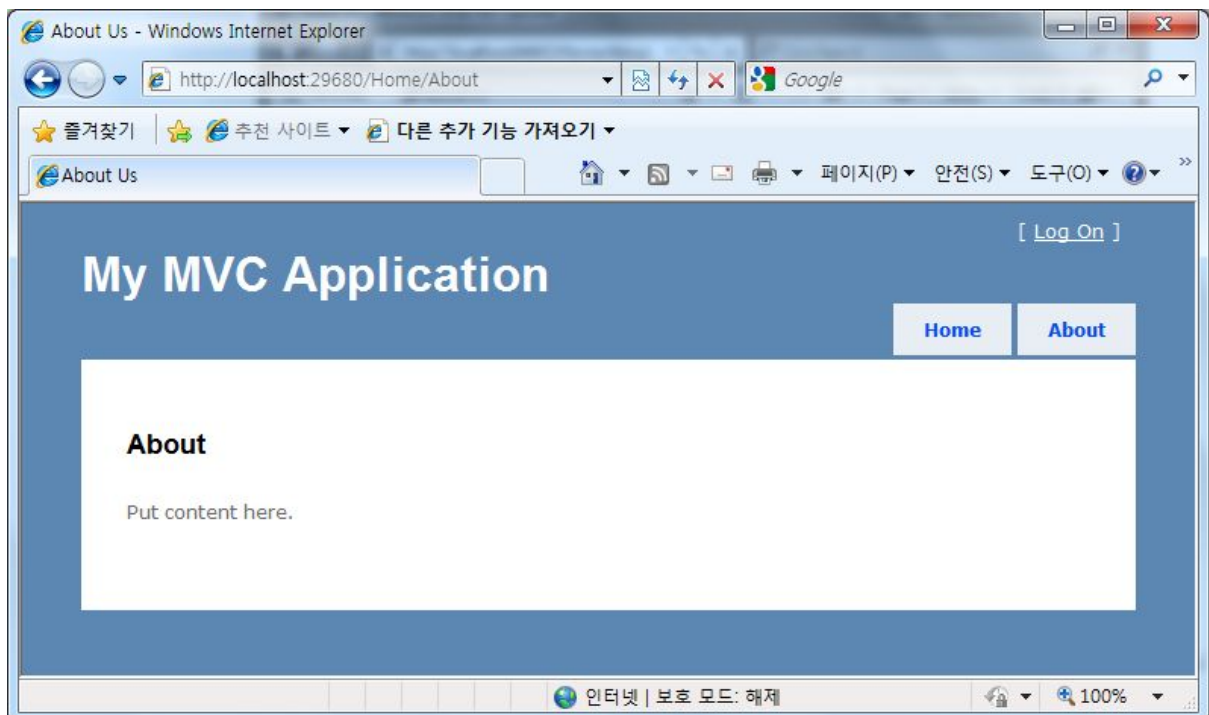 About Us - Windows Internet Explorer
http://localhost:29680/Home/About
Google
즐겨찾기 추천 사이트 다른 추가 기능 가져오기
About Us 페이지(P) 안전(S) 도구(O) »
[ Log On ]
My MVC Application
Home About
About
Put content here.
인터넷 | 보호 모드: 해제 100%